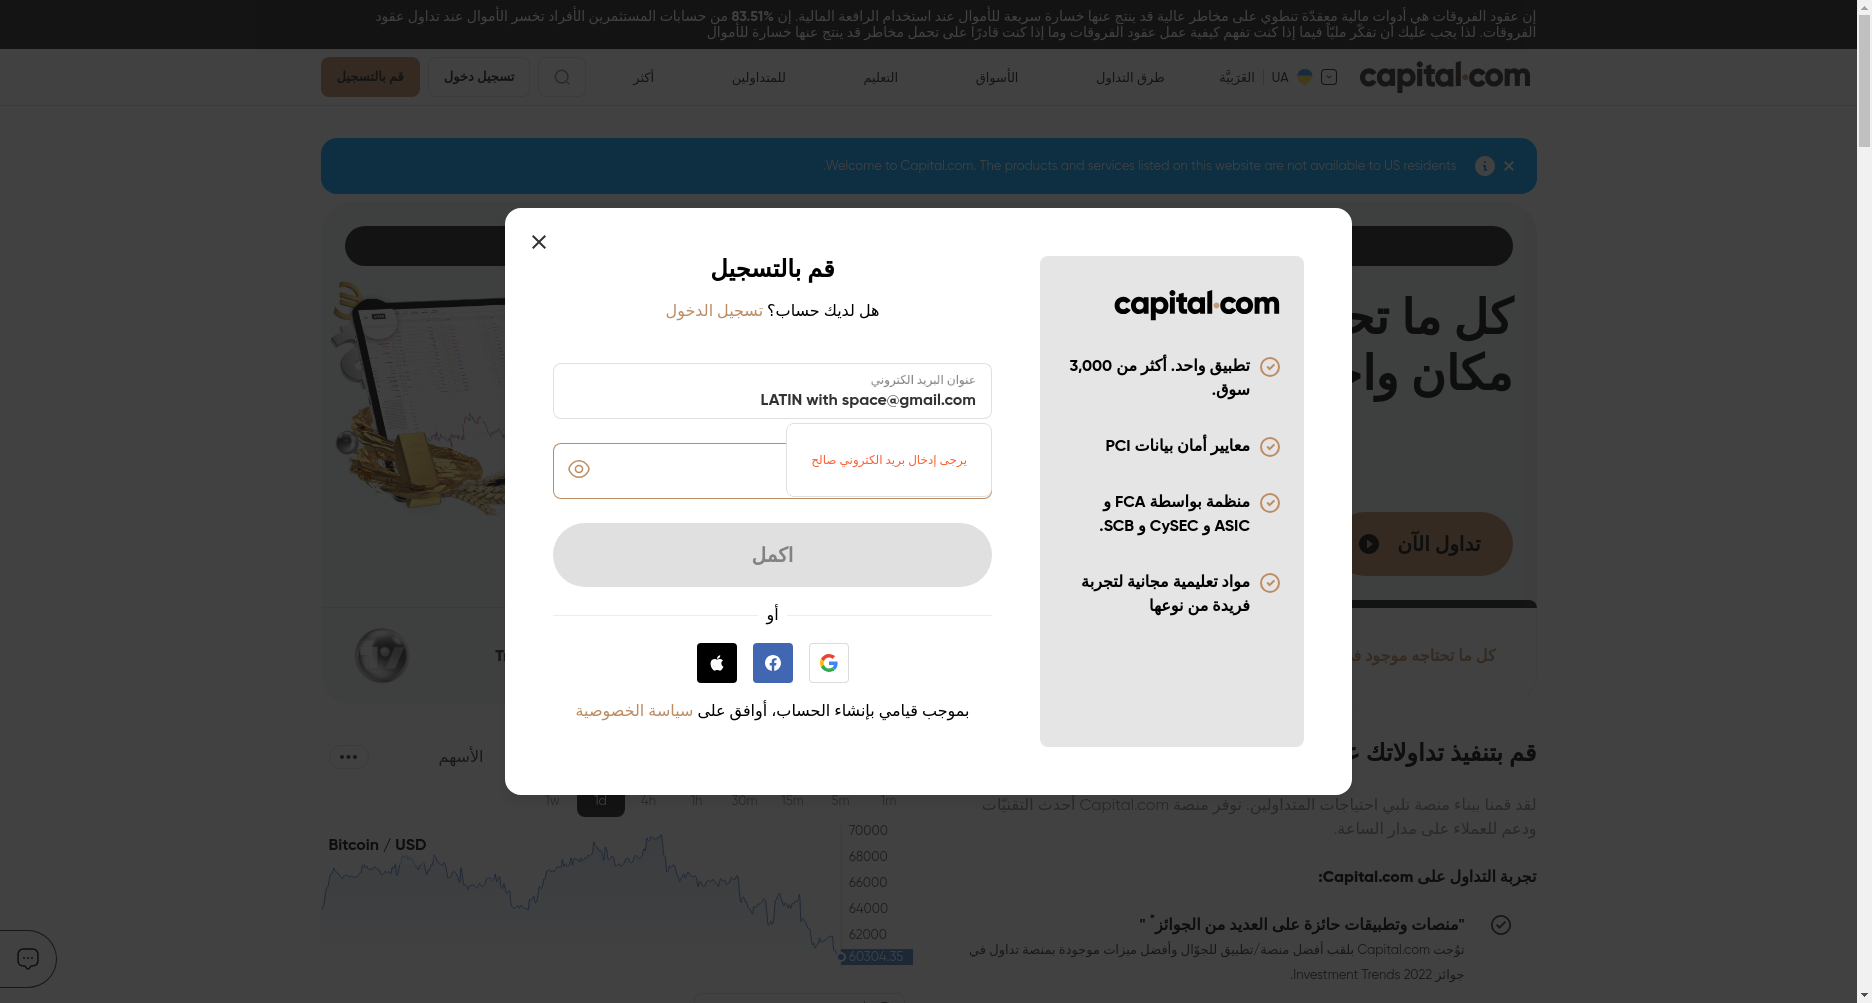 إن عقود الفروقات هي أدوات مالية معقدّة تنطوي على مخاطر عالية قد ينتج عنها خسارة سريعة للأموال عند استخدام الرافعة المالية. إن 83.51% من حسابات المستثمرين الأفراد تخسر الأموال عند تداول عقود
الفروقات. لذا يجب عليك أن تفكّر مليّاً فيما إذا كنت تفهم كيفية عمل عقود الفروقات وما إذا كنت قادرًا على تحمل مخاطر قد ينتج عنها خسارة للأموال
capital.com
UA
العَرَبيَّة
طرق التداول
الأسواق
التعليم
للمتداولين
أكثر
تسجيل دخول
قم بالتسجيل
Welcome to Capital.com. The products and services listed on this website are not available to US residents.
كل ما تح
مكان واح
تداول الآن
كل ما تحتاجه موجود ف
قم بالتسجيل
هل لديك حساب؟ تسجيل الدخول
عنوان البريد الكتروني
LATIN with space@gmail.com
يرجى إدخال بريد الكتروني صالح
اكمل
أو
بموجب قيامي بإنشاء الحساب، أوافق على سياسة الخصوصية
capital.com
تطبيق واحد. أكثر من 3,000
سوق.
معايير أمان بيانات PCI
منظمة بواسطة FCA و
ASIC و CySEC و SCB.
مواد تعليمية مجانية لتجربة
فريدة من نوعها
قم بتنفيذ تداولاتك ع
لقد قمنا ببناء منصة تلبي احتياجات المتداولين. توفر منصة Capital.com أحدث التقنيّات
ودعم للعملاء على مدار الساعة.
تجربة التداول على Capital.com:
"منصات وتطبيقات حائزة على العديد من الجوائز* "
توُجت Capital.com بلقب أفضل منصة/تطبيق للجوّال وأفضل ميزات موجودة بمنصة تداول في
جوائز Investment Trends 2022.
الأسهم
1w
1d
4h
1h
30m
15m
5m
1m
Bitcoin / USD
70000
68000
66000
64000
62000
60304.35